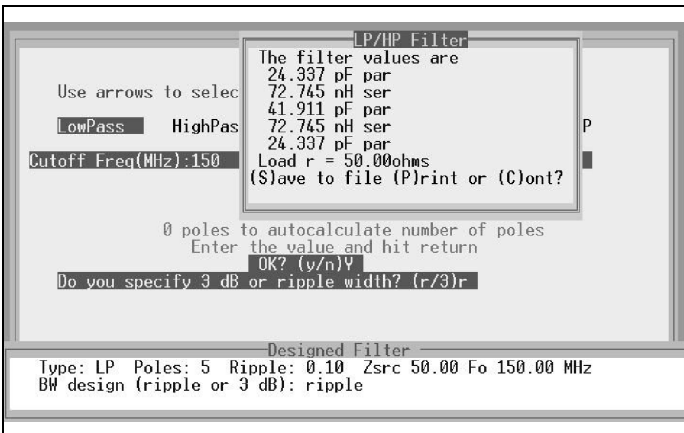 LP/HP Filter
The filter values are
24.337 pF par
72.745 nH ser
41.911 pF par
72.745 nH ser
24.337 pF par
Load r = 50.00ohms
(S)ave to file (P)rint or (C)ont?
Use arrows to selec
LowPass HighPas P
Cutoff Freq(MHz):150
0 poles to autocalculate number of poles
Enter the value and hit return
OK? (y/n)Y
Do you specify 3 dB or ripple width? (r/3)r
Designed Filter
Type: LP Poles: 5 Ripple: 0.10 Zsrc 50.00 Fo 150.00 MHz
BW design (ripple or 3 dB): ripple